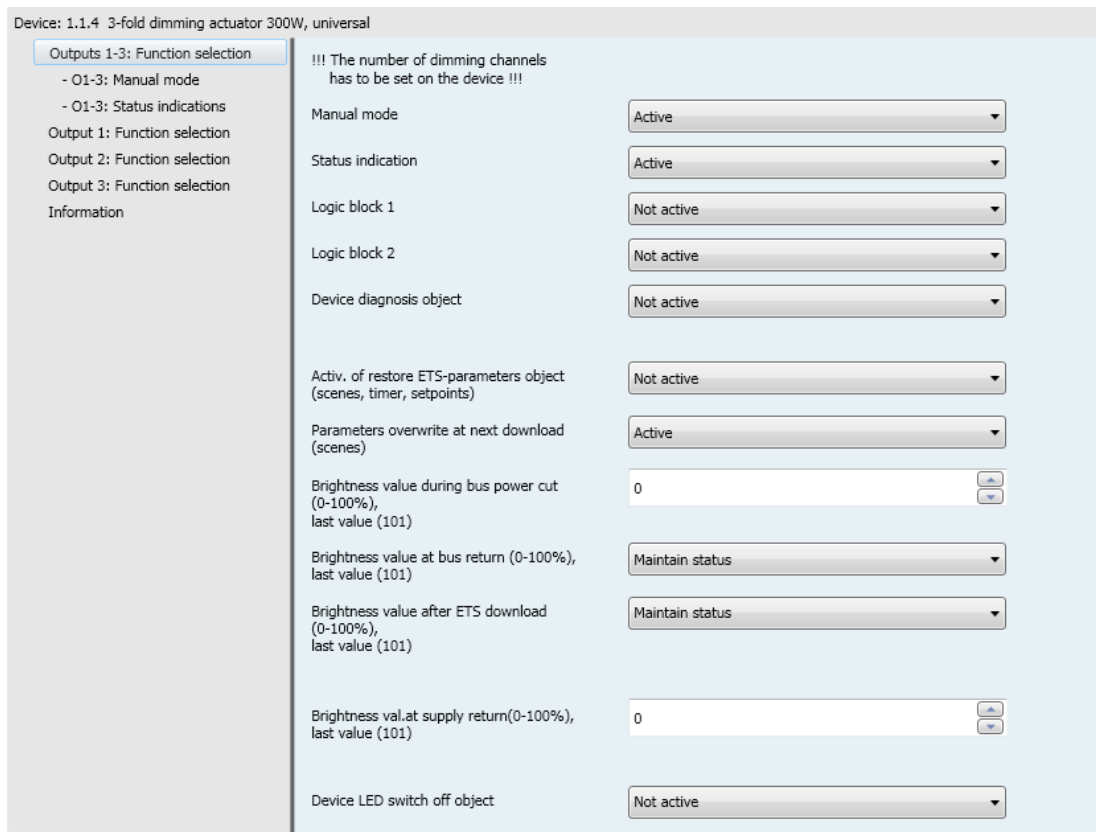 Device: 1.1.4 3-fold dimming actuator 300W, universal
Outputs 1-3: Function selection
- O1-3: Manual mode
- O1-3: Status indications
Output 1: Function selection
Output 2: Function selection
Output 3: Function selection
Information
!!! The number of dimming channels
has to be set on the device !!!
Manual mode
Active
Status indication
Active
Logic block 1
Not active
Logic block 2
Not active
Device diagnosis object
Not active
Activ. of restore ETS-parameters object
(scenes, timer, setpoints)
Not active
Parameters overwrite at next download
(scenes)
Active
Brightness value during bus power cut
(0-100%),
last value (101)
0
Brightness value at bus return (0-100%),
last value (101)
Maintain status
Brightness value after ETS download
(0-100%),
last value (101)
Maintain status
Brightness val.at supply return(0-100%),
last value (101)
0
Device LED switch off object
Not active